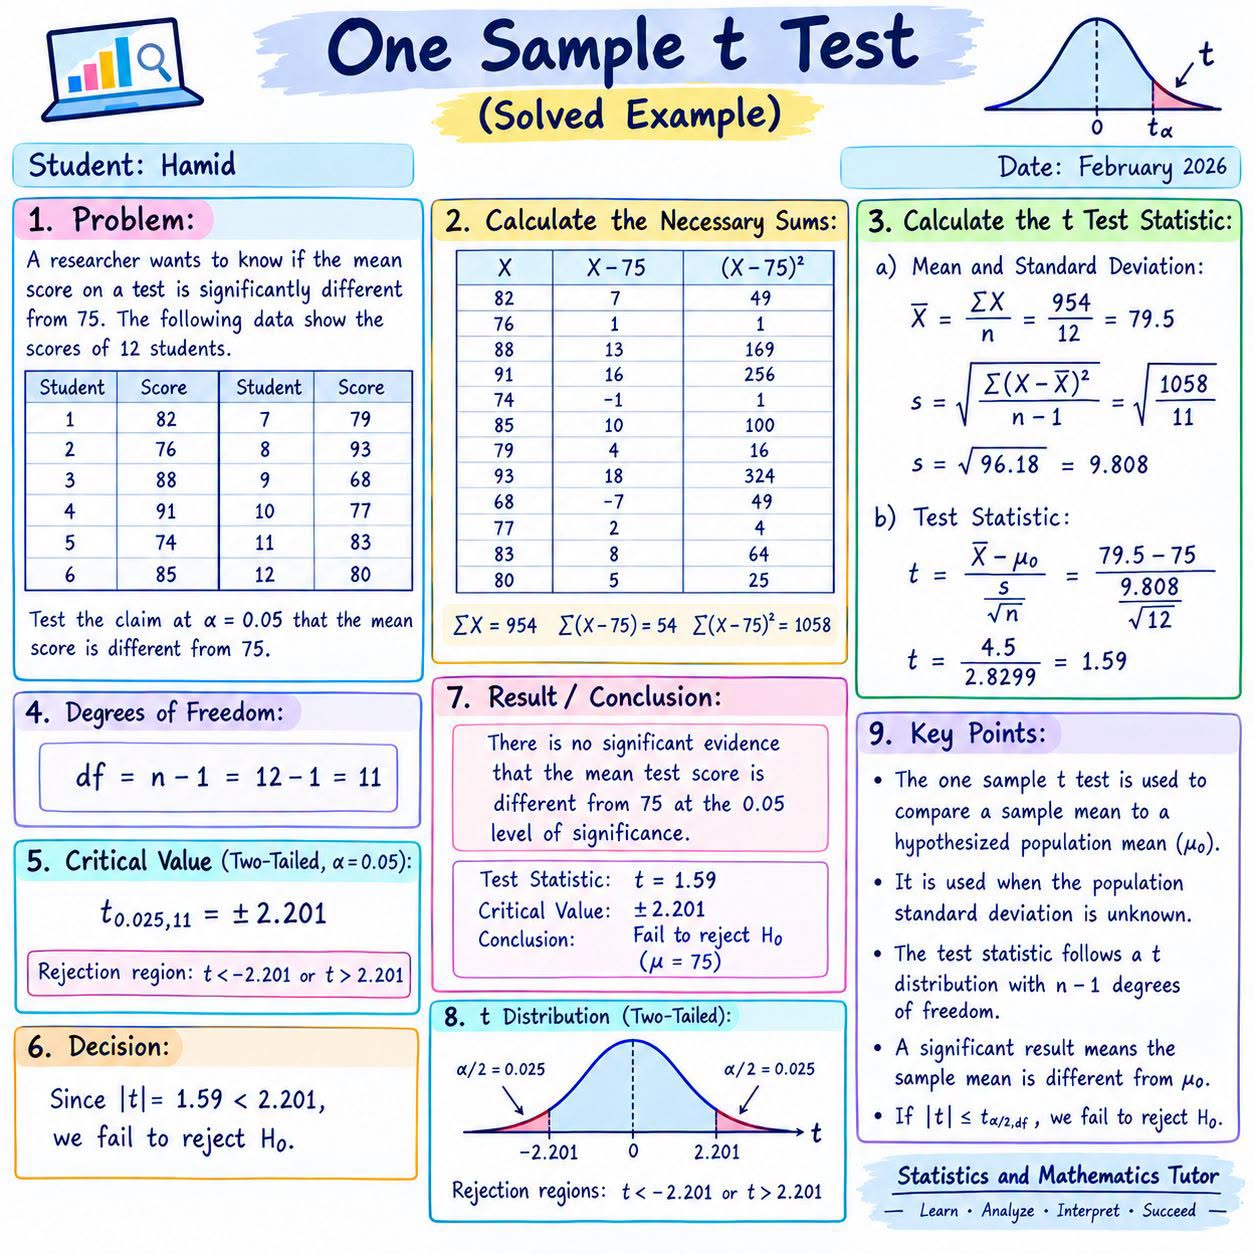 One Sample t Test
(Solved Example)
t
0
tα
Student: Hamid
Date: February 2026
1. Problem:
A researcher wants to know if the mean
score on a test is significantly different
from 75. The following data show the
scores of 12 students.
Student Score Student Score
1 82 7 79
2 76 8 93
3 88 9 68
4 91 10 77
5 74 11 83
6 85 12 80
Test the claim at α = 0.05 that the mean
score is different from 75.
2. Calculate the Necessary Sums:
X X – 75 (X – 75)²
82 7 49
76 1 1
88 13 169
91 16 256
74 -1 1
85 10 100
79 4 16
93 18 324
68 -7 49
77 2 4
83 8 64
80 5 25
∑X = 954 ∑(X – 75) = 54 ∑(X – 75)² = 1058
3. Calculate the t Test Statistic:
a) Mean and Standard Deviation:
X̅ = ∑X / n = 954 / 12 = 79.5
s = √(∑(X – X̅)² / n – 1) = √(1058 / 11)
s = √96.18 = 9.808
b) Test Statistic:
t = (X̅ – μ₀) / (s / √n) = (79.5 – 75) / (9.808 / √12)
t = 4.5 / 2.8299 = 1.59
4. Degrees of Freedom:
df = n – 1 = 12 – 1 = 11
5. Critical Value (Two-Tailed, α = 0.05):
t₀.₀₂₅,₁₁ = ± 2.201
Rejection region: t < –2.201 or t > 2.201
6. Decision:
Since |t| = 1.59 < 2.201,
we fail to reject H₀.
7. Result / Conclusion:
There is no significant evidence
that the mean test score is
different from 75 at the 0.05
level of significance.
Test Statistic: t = 1.59
Critical Value: ± 2.201
Conclusion: Fail to reject H₀
(μ = 75)
8. t Distribution (Two-Tailed):
α/2 = 0.025 α/2 = 0.025
t
–2.201 0 2.201
Rejection regions: t < – 2.201 or t > 2.201
9. Key Points:
• The one sample t test is used to
compare a sample mean to a
hypothesized population mean (μ₀).
• It is used when the population
standard deviation is unknown.
• The test statistic follows a t
distribution with n – 1 degrees
of freedom.
• A significant result means the
sample mean is different from μ₀.
• If |t| ≤ tα/2,df , we fail to reject H₀.
Statistics and Mathematics Tutor
— Learn • Analyze • Interpret • Succeed —